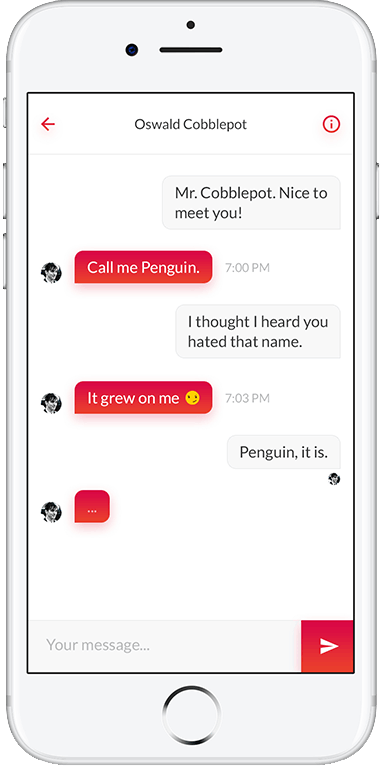 Oswald Cobblepot
Mr. Cobblepot. Nice to
meet you!
Call me Penguin.
7:00 PM
I thought I heard you
hated that name.
It grew on me 😏
7:03 PM
Penguin, it is.
...
Your message...